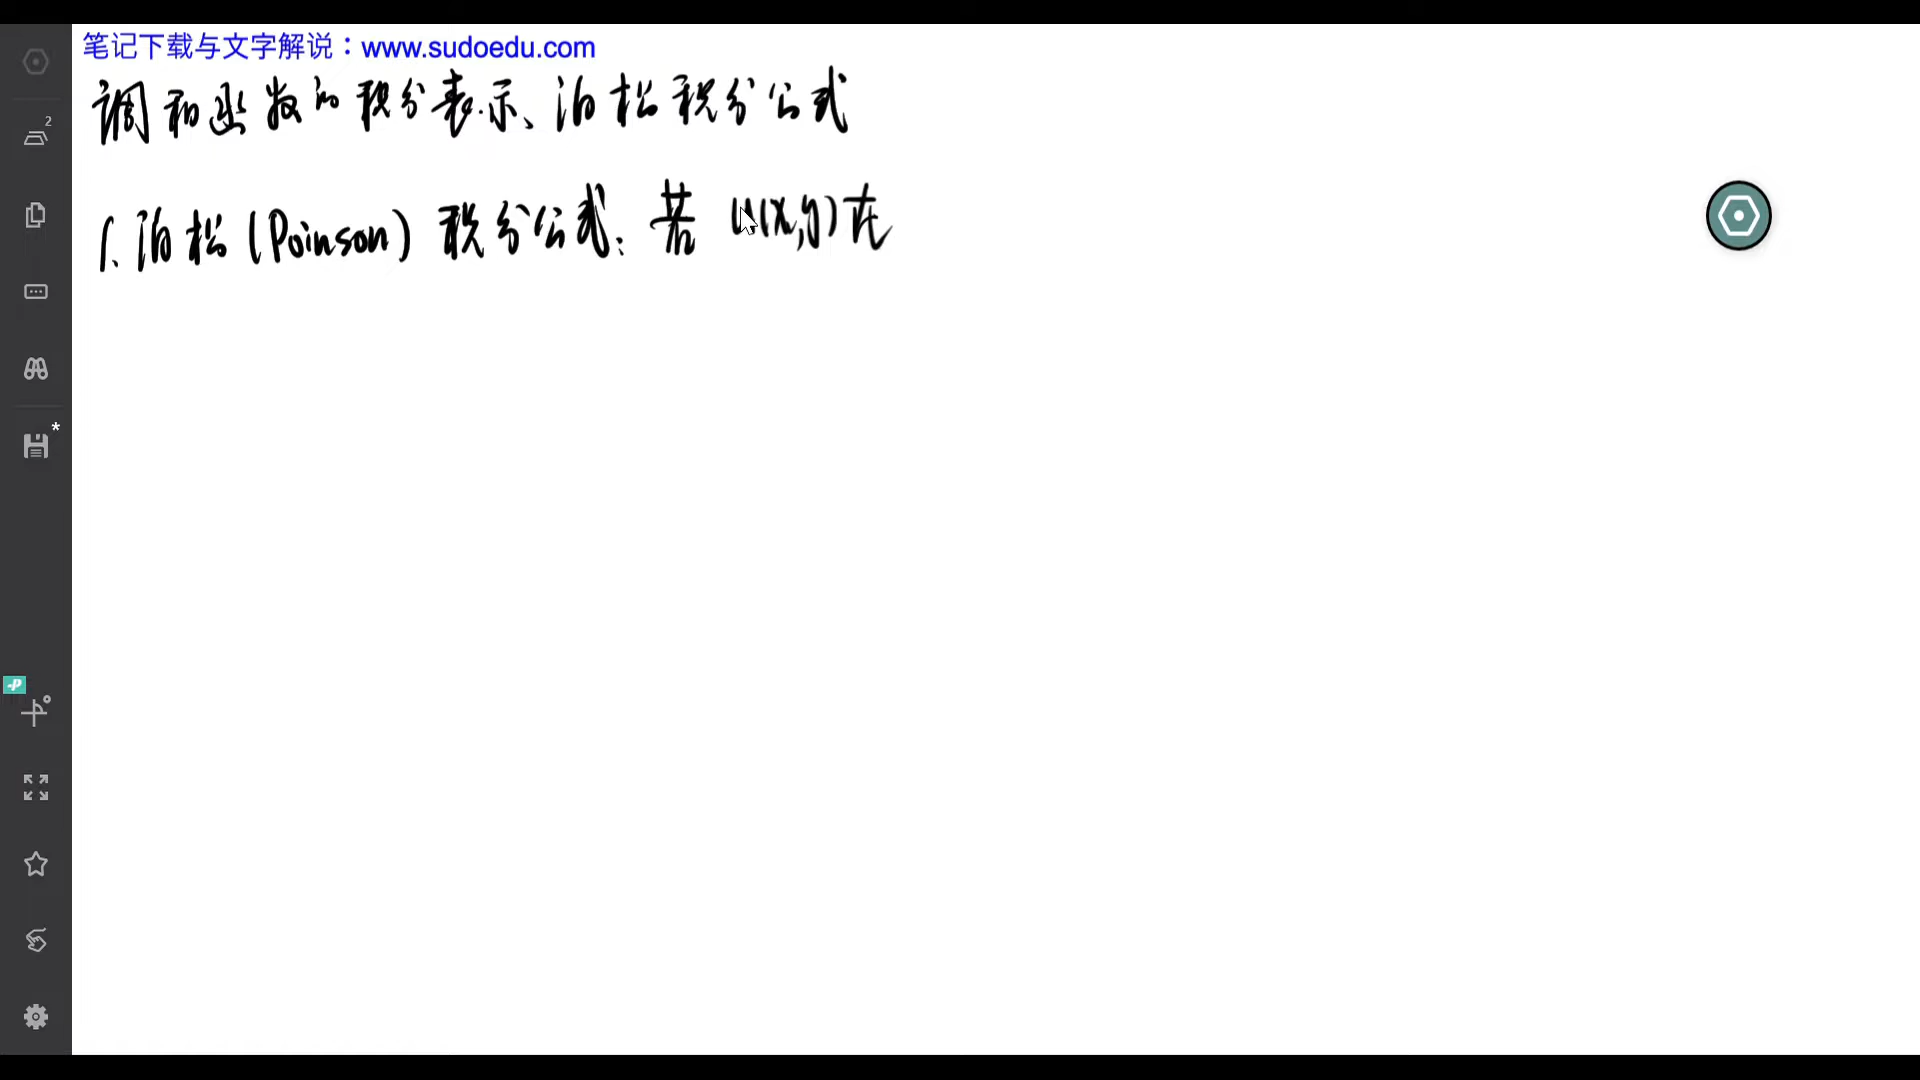 笔记下载与文字解说：www.sudoedu.com
调和函数的积分表示、泊松积分公式
1. 泊松(Poinson) 积分公式: 若 u(x,y) 在